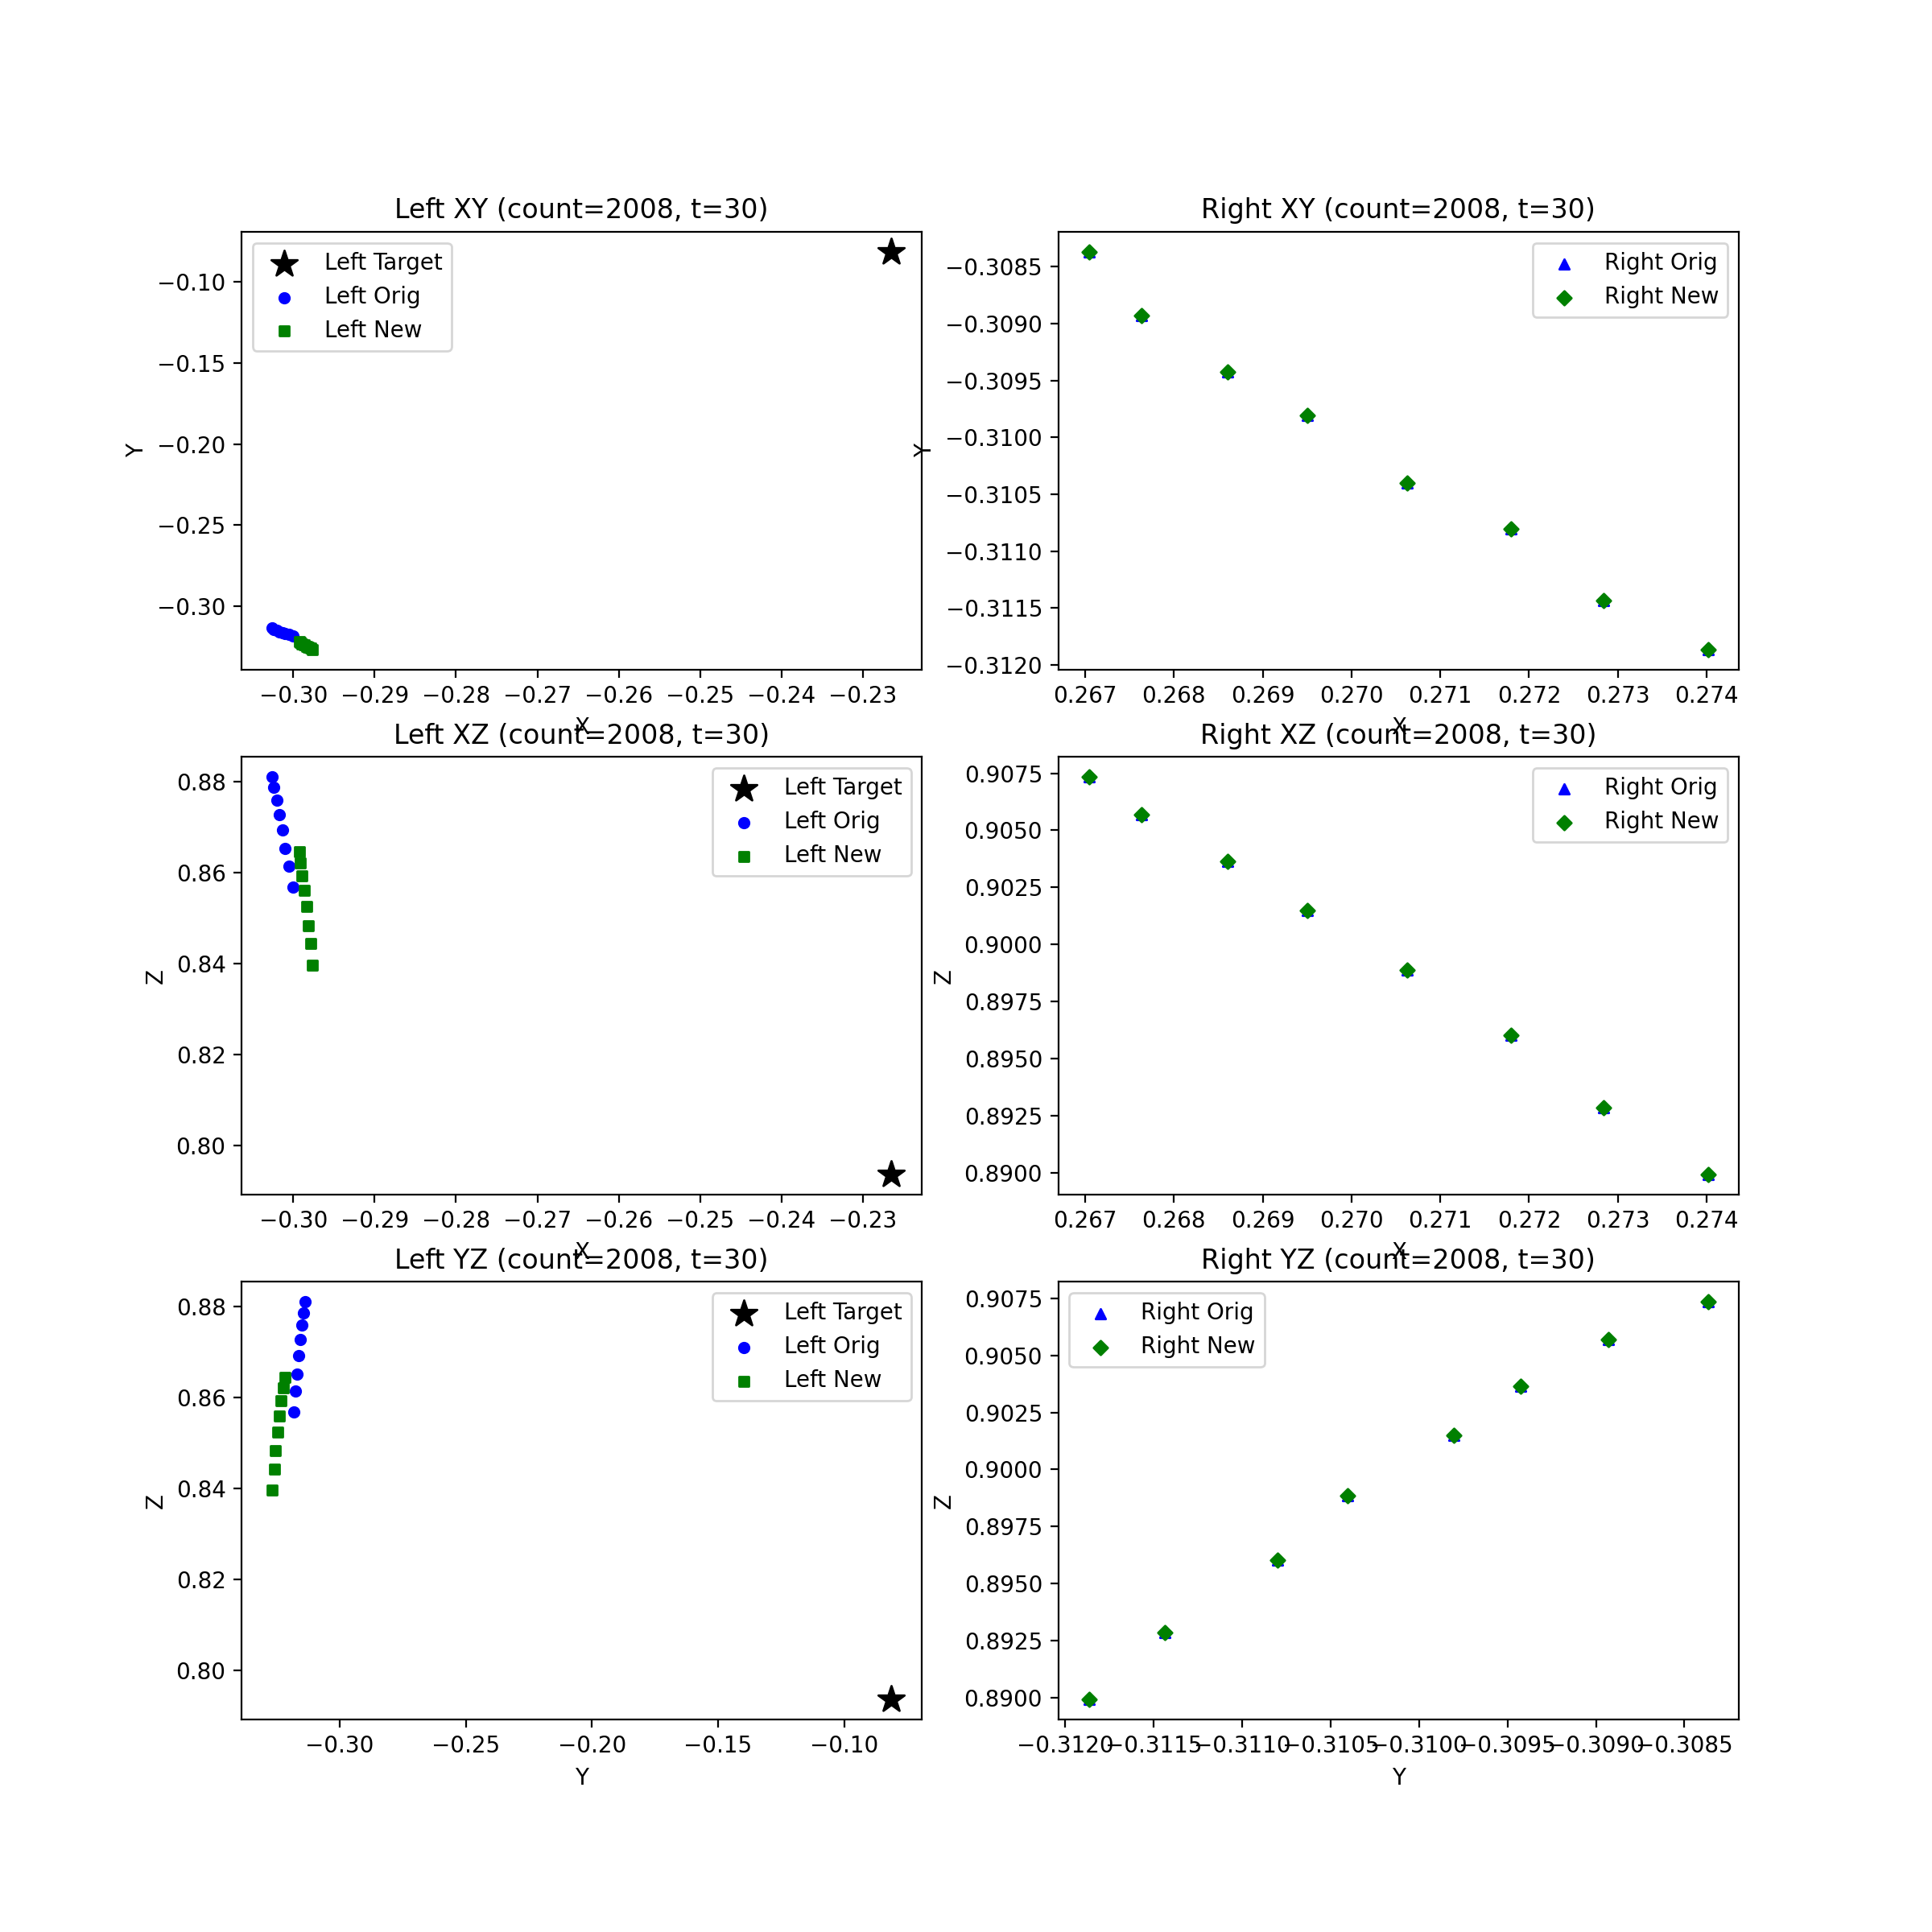 Left XY (count=2008, t=30)
Left Target
Left Orig
Left New
−0.10
−0.15
−0.20
−0.25
−0.30
Y
−0.30 −0.29 −0.28 −0.27 −0.26 −0.25 −0.24 −0.23
X
Right XY (count=2008, t=30)
Right Orig
Right New
−0.3085
−0.3090
−0.3095
−0.3100
−0.3105
−0.3110
−0.3115
−0.3120
Y
0.267 0.268 0.269 0.270 0.271 0.272 0.273 0.274
X
Left XZ (count=2008, t=30)
Left Target
Left Orig
Left New
0.88
0.86
0.84
0.82
0.80
Z
−0.30 −0.29 −0.28 −0.27 −0.26 −0.25 −0.24 −0.23
X
Right XZ (count=2008, t=30)
Right Orig
Right New
0.9075
0.9050
0.9025
0.9000
0.8975
0.8950
0.8925
0.8900
Z
0.267 0.268 0.269 0.270 0.271 0.272 0.273 0.274
X
Left YZ (count=2008, t=30)
Left Target
Left Orig
Left New
0.88
0.86
0.84
0.82
0.80
Z
−0.30 −0.25 −0.20 −0.15 −0.10
Y
Right YZ (count=2008, t=30)
Right Orig
Right New
0.9075
0.9050
0.9025
0.9000
0.8975
0.8950
0.8925
0.8900
Z
−0.3120 −0.3115 −0.3110 −0.3105 −0.3100 −0.3095 −0.3090 −0.3085
Y